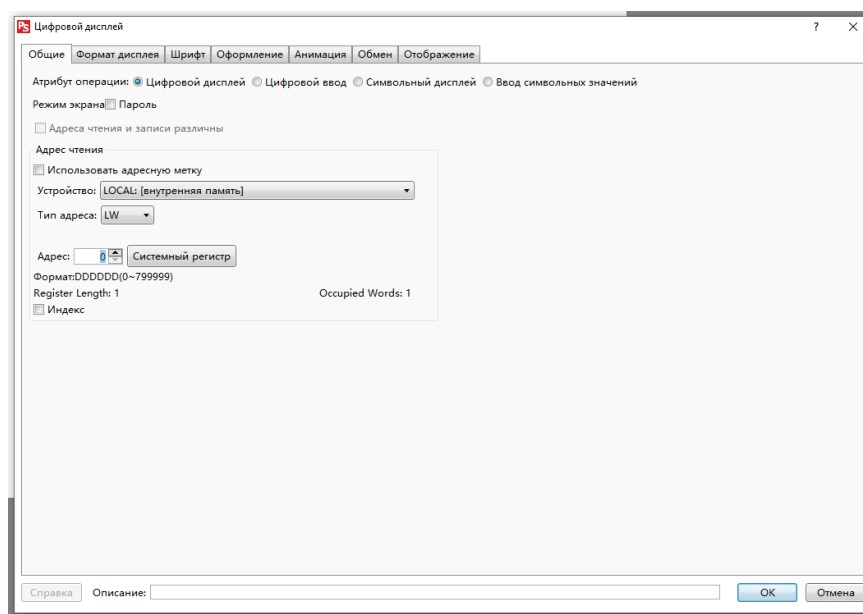 PS Цифровой дисплей ? X
Общие Формат дисплея Шрифт Оформление Анимация Обмен Отображение
Атрибут операции: Цифровой дисплей Цифровой ввод Символьный дисплей Ввод символьных значений
Режим экрана Пароль
Адреса чтения и записи различны
Адрес чтения
Использовать адресную метку
Устройство: LOCAL: [внутренняя память]
Тип адреса: LW
Адрес: 0 Системный регистр
Формат:DDDDDD(0~799999)
Register Length: 1 Occupied Words: 1
Индекс
Справка Описание: OK Отмена